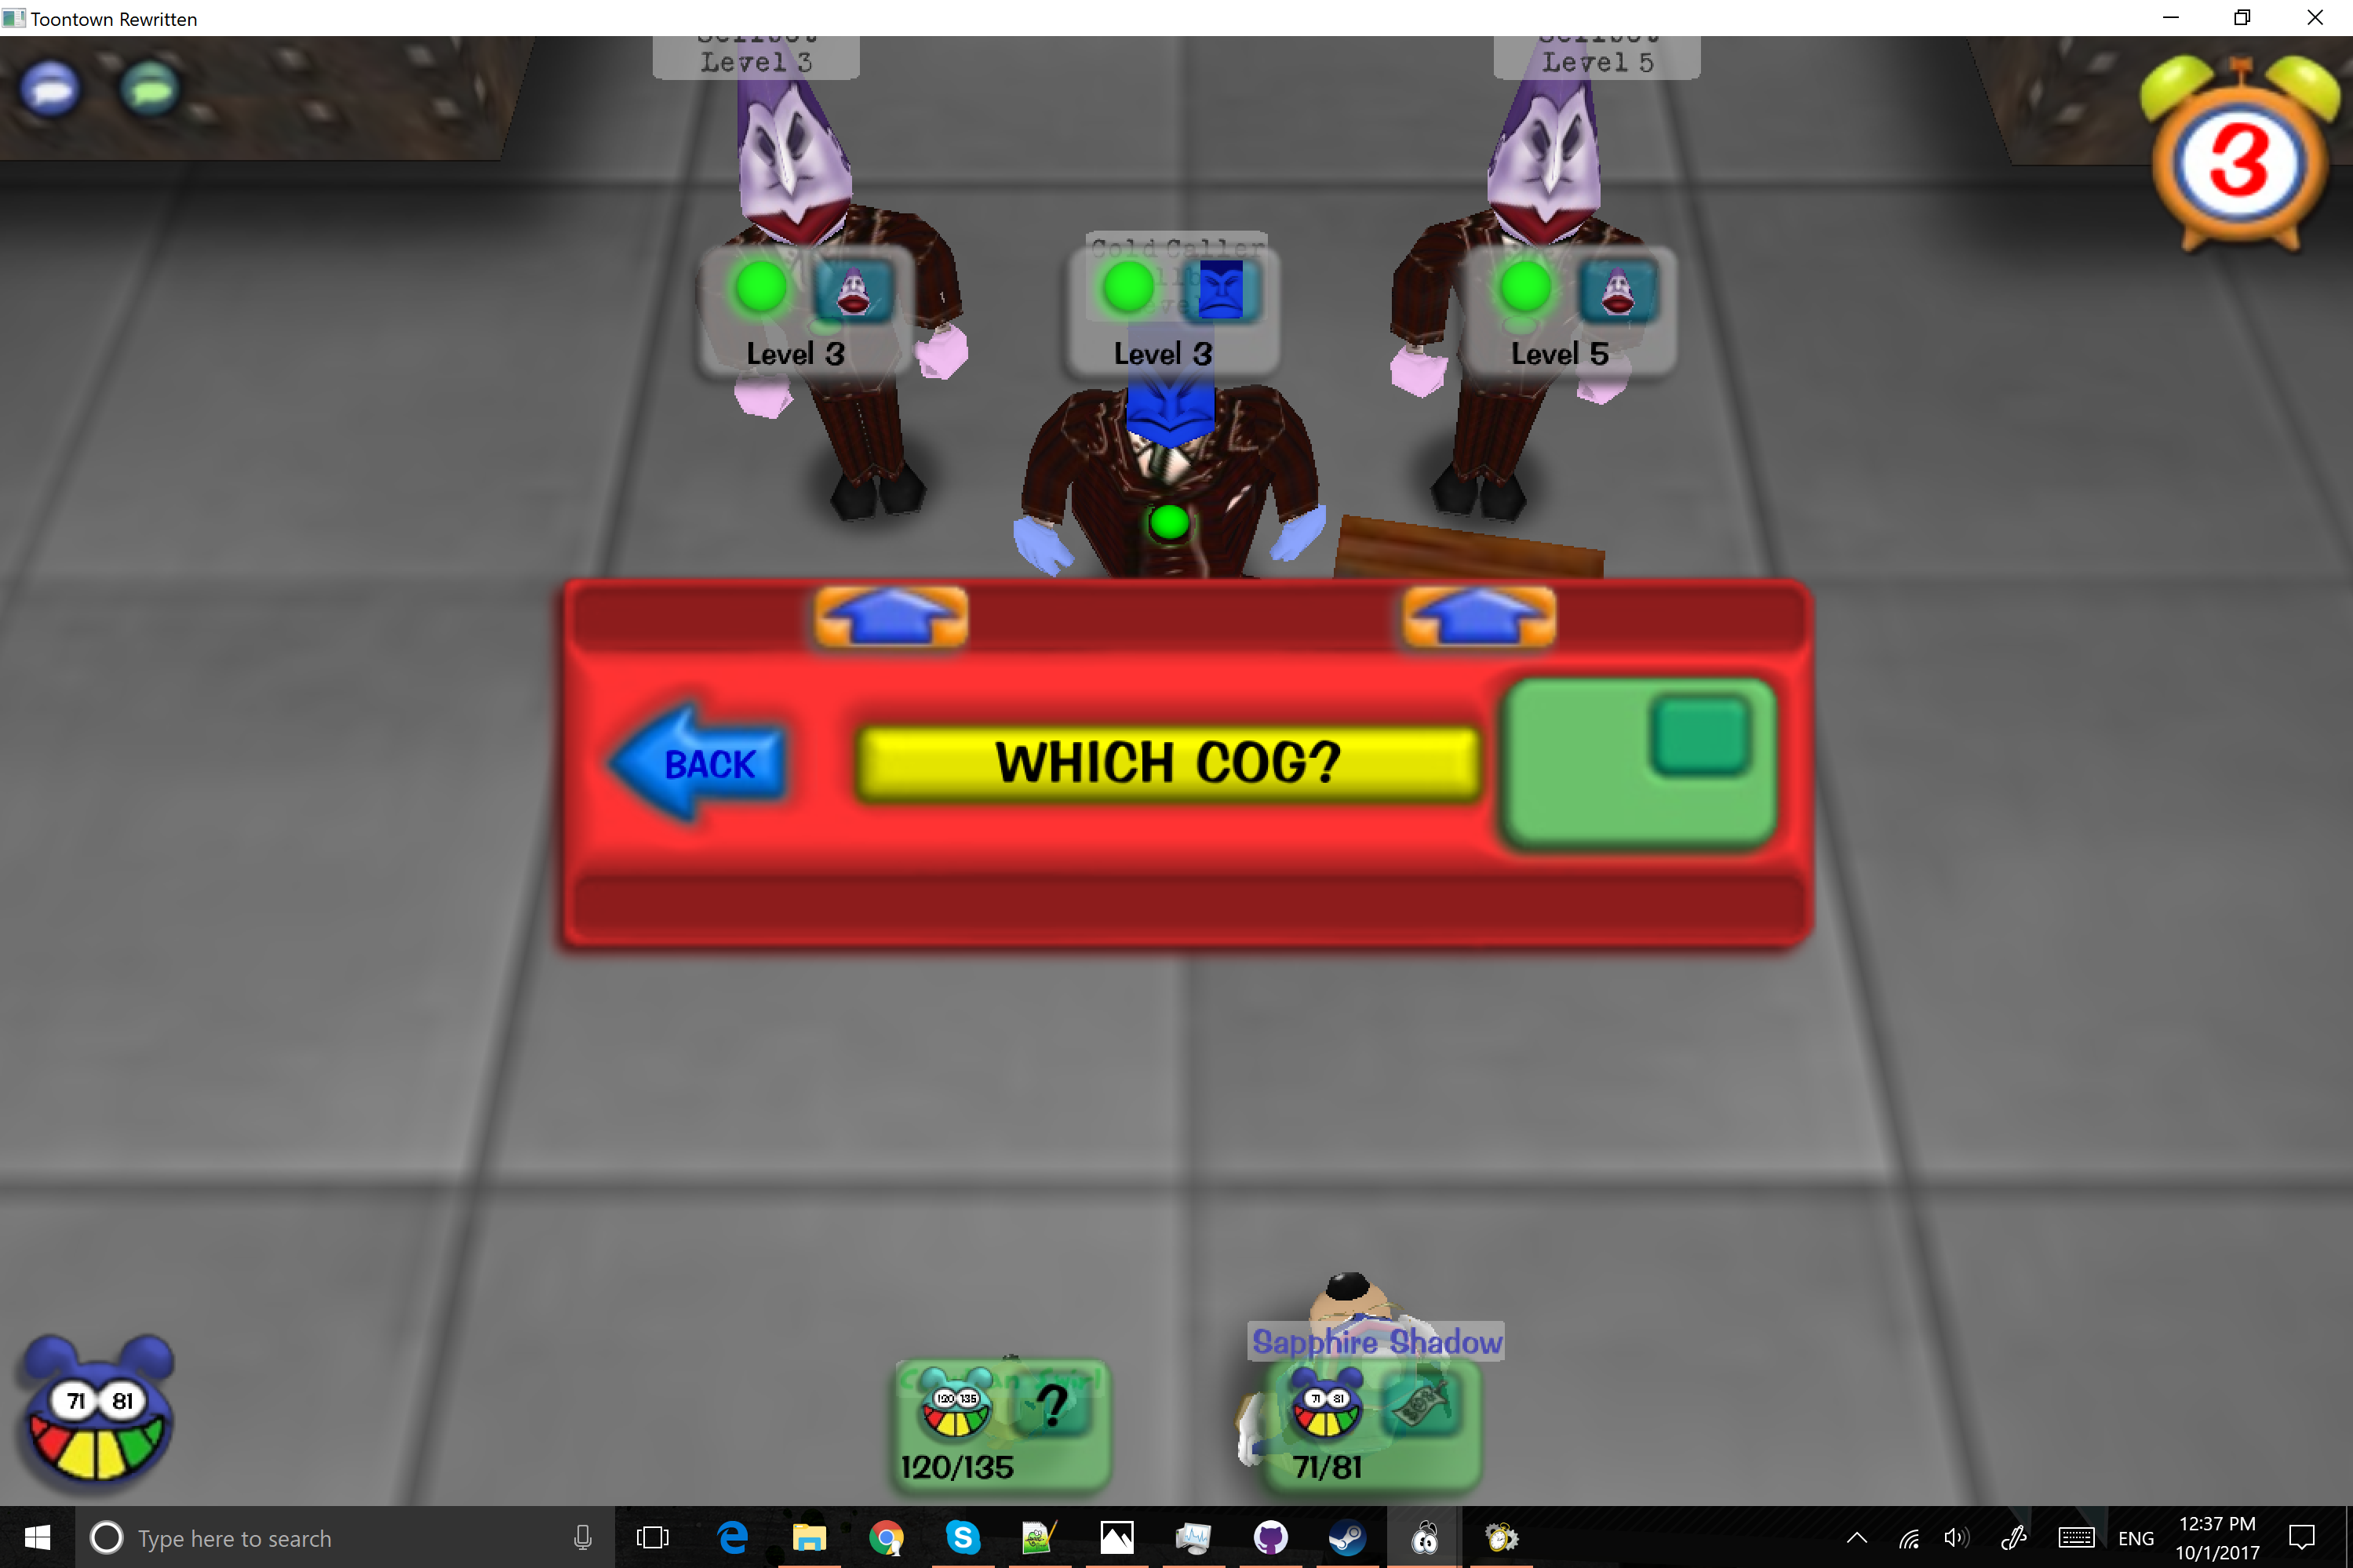 Toontown Rewritten
Level 3
Level 5
3
Cold Caller
Level 3
Level 3
Level 5
BACK
WHICH COG?
71 81
Sapphire Shadow
120 135
?
71 81
120/135
71/81
Type here to search
ENG
12:37 PM
10/1/2017